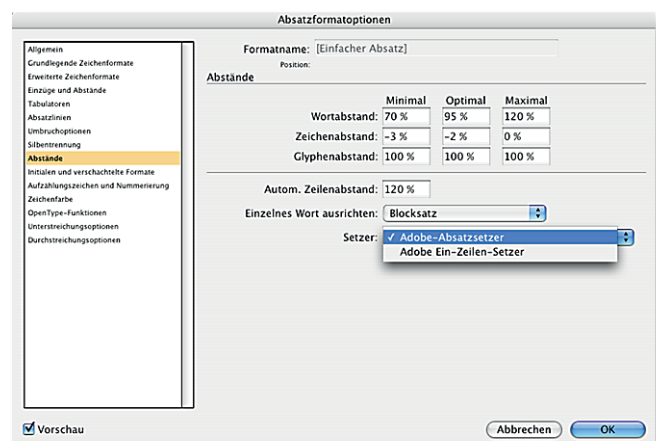 Absatzformatoptionen
Allgemein
Grundlegende Zeichenformate
Erweiterte Zeichenformate
Einzüge und Abstände
Tabulatoren
Absatzlinien
Umbruchoptionen
Silbentrennung
Abstände
Initialen und verschachtelte Formate
Aufzählungszeichen und Nummerierung
Zeichenfarbe
OpenType-Funktionen
Unterstreichungsoptionen
Durchstreichungsoptionen
Formatname: [Einfacher Absatz]
Position:
Abstände
Minimal Optimal Maximal
Wortabstand: 70 % 95 % 120 %
Zeichenabstand: -3 % -2 % 0 %
Glyphenabstand: 100 % 100 % 100 %
Autom. Zeilenabstand: 120 %
Einzelnes Wort ausrichten: Blocksatz
Setzer: ✓ Adobe-Absatzsetzer
Adobe Ein-Zeilen-Setzer
Vorschau
Abbrechen OK